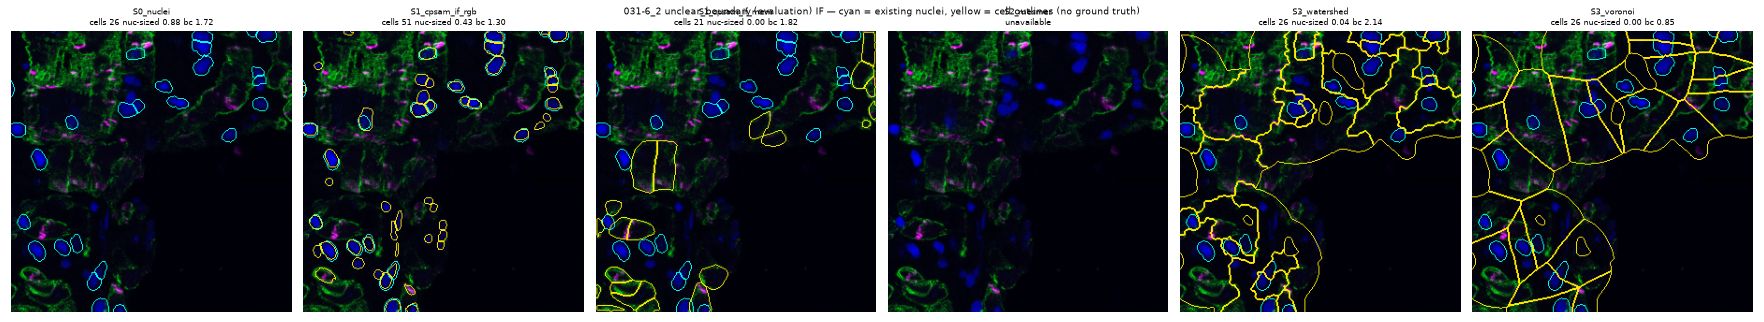 031-6_2 unclear_boundary (evaluation) IF — cyan = existing nuclei, yellow = cell outlines (no ground truth)
S0_nuclei
cells 26 nuc-sized 0.88 bc 1.72
S1_cpsam_if_rgb
cells 51 nuc-sized 0.43 bc 1.30
cells 21 nuc-sized 0.00 bc 1.82
unavailable
S3_watershed
cells 26 nuc-sized 0.04 bc 2.14
S3_voronoi
cells 26 nuc-sized 0.00 bc 0.85